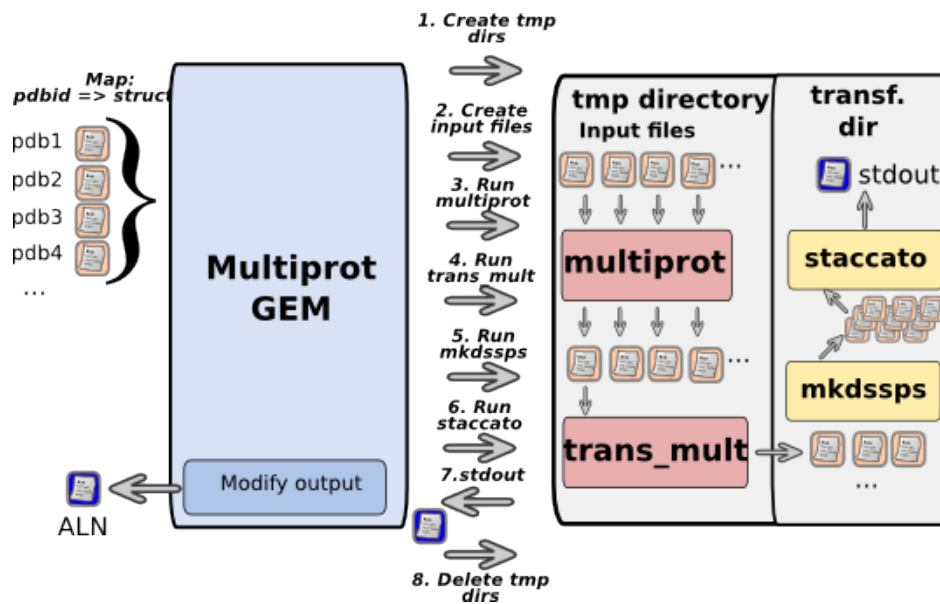 Map:
pdbid => struct
pdb1
pdb2
pdb3
pdb4
...
Multiprot
GEM
Modify output
ALN
1. Create tmp
dirs
2. Create
input files
3. Run
multiprot
4. Run
trans_mult
5. Run
mkdssps
6. Run
staccato
7.stdout
8. Delete tmp
dirs
tmp directory
Input files
...
multiprot
...
trans_mult
transf.
dir
stdout
staccato
mkdssps
...